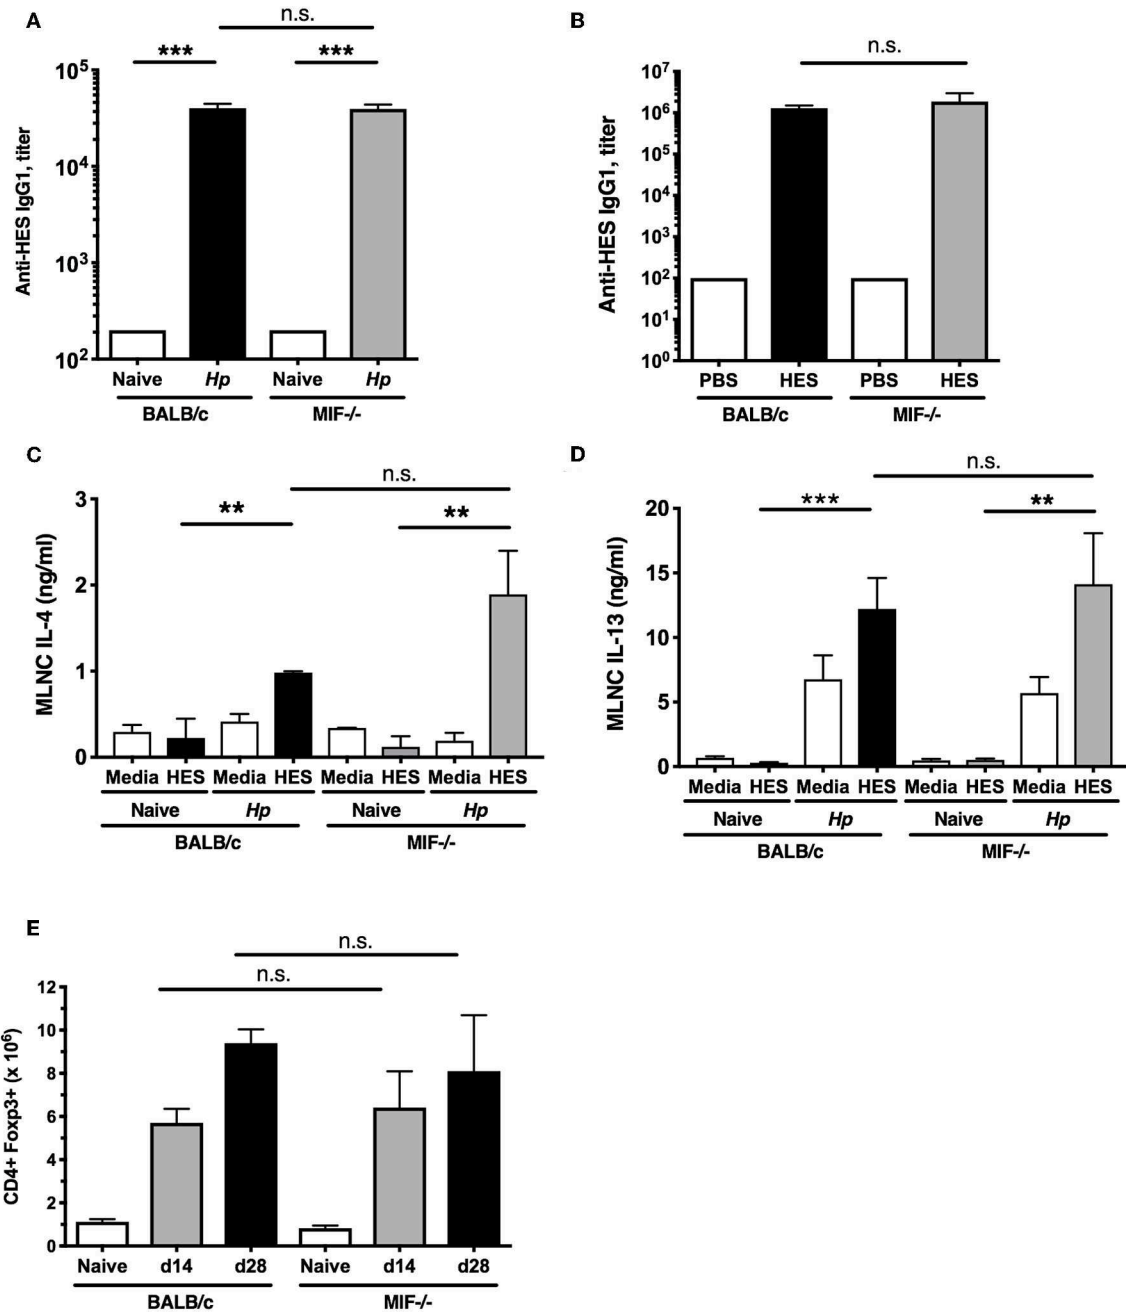 A
n.s.
*** ***
Anti-HES IgG1, titer
10^5
10^4
10^3
10^2
Naive Hp Naive Hp
BALB/c MIF-/-
B
n.s.
Anti-HES IgG1, titer
10^7
10^6
10^5
10^4
10^3
10^2
10^1
10^0
PBS HES PBS HES
BALB/c MIF-/-
C
n.s.
** **
MLNC IL-4 (ng/ml)
3
2
1
0
Media HES Media HES Media HES Media HES
Naive Hp Naive Hp
BALB/c MIF-/-
D
n.s.
*** **
MLNC IL-13 (ng/ml)
20
15
10
5
0
Media HES Media HES Media HES Media HES
Naive Hp Naive Hp
BALB/c MIF-/-
E
n.s.
n.s.
CD4+ Foxp3+ (x 10^6)
12
10
8
6
4
2
0
Naive d14 d28 Naive d14 d28
BALB/c MIF-/-